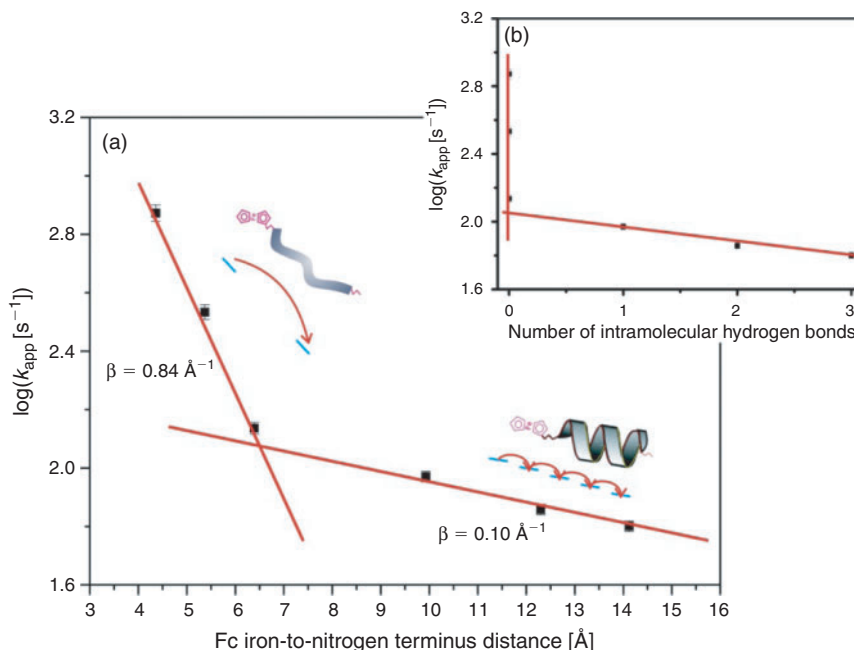 (a)
log(k_app [s⁻¹])
3.2
2.8
2.4
2.0
1.6
3 4 5 6 7 8 9 10 11 12 13 14 15 16
Fc iron-to-nitrogen terminus distance [Å]
β = 0.84 Å⁻¹
β = 0.10 Å⁻¹
(b)
log(k_app [s⁻¹])
3.2
2.8
2.4
2.0
1.6
0 1 2 3
Number of intramolecular hydrogen bonds